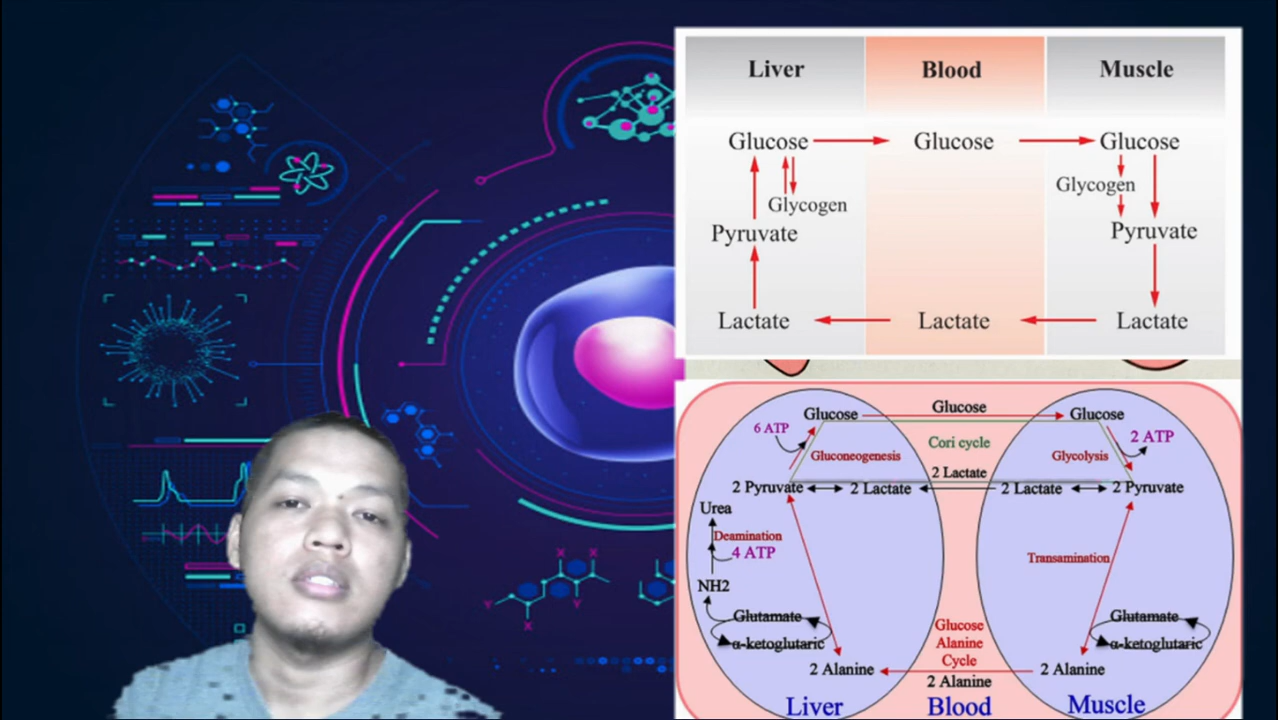 Liver Blood Muscle
Glucose Glucose Glucose
Glycogen
Glycogen
Pyruvate
Pyruvate
Lactate Lactate Lactate
Glucose Glucose Glucose
6 ATP
Cori cycle
2 ATP
Gluconeogenesis
Glycolysis
2 Lactate
2 Pyruvate 2 Lactate 2 Lactate 2 Pyruvate
Urea
Deamination
4 ATP
Transamination
NH2
Glutamate
Glutamate
α-ketoglutaric
α-ketoglutaric
Glucose
Alanine
Cycle
2 Alanine
2 Alanine
2 Alanine
Liver Blood Muscle
X X
Y Y
X